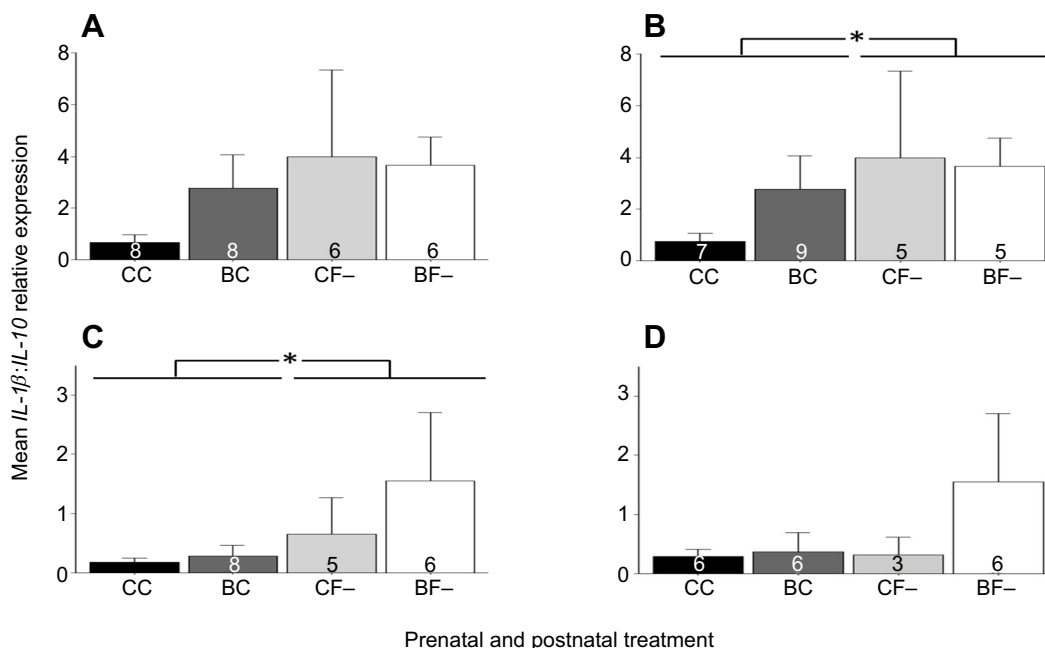 A
8
6
4
2
0
8
8
6
6
CC
BC
CF–
BF–
B
*
8
6
4
2
0
7
9
5
5
CC
BC
CF–
BF–
Mean IL-1β:IL-10 relative expression
C
*
3
2
1
0
8
5
6
CC
BC
CF–
BF–
D
3
2
1
0
6
6
3
6
CC
BC
CF–
BF–
Prenatal and postnatal treatment